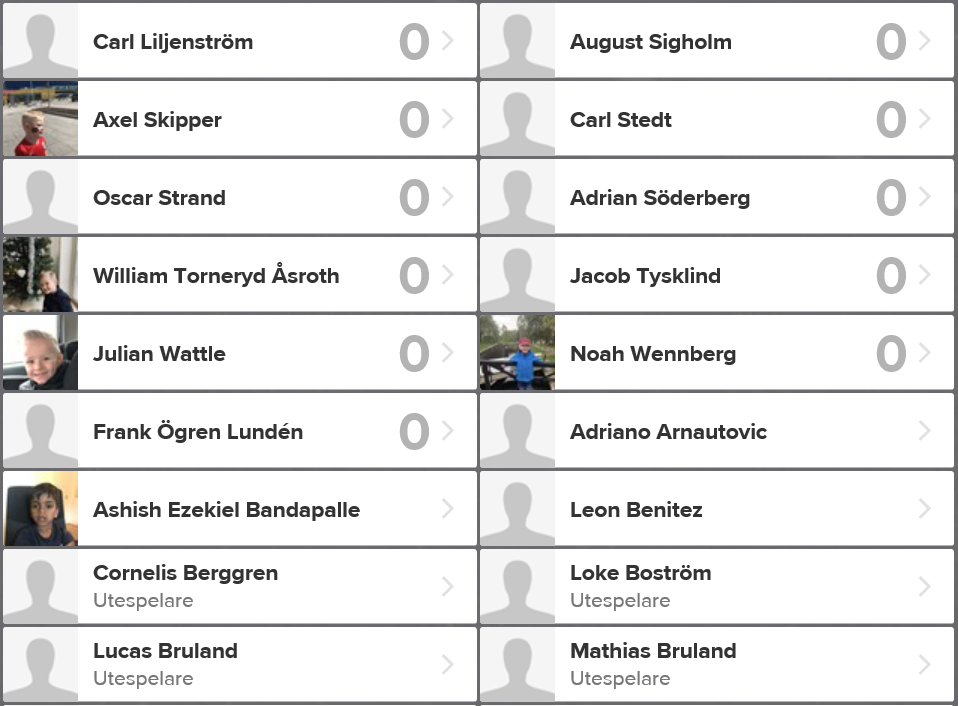 Carl Liljenström 0
August Sigholm 0
Axel Skipper 0
Carl Stedt 0
Oscar Strand 0
Adrian Söderberg 0
William Torneryd Åsroth 0
Jacob Tysklind 0
Julian Wattle 0
Noah Wennberg 0
Frank Ögren Lundén 0
Adriano Arnautovic
Ashish Ezekiel Bandapalle
Leon Benitez
Cornelis Berggren
Utespelare
Loke Boström
Utespelare
Lucas Bruland
Utespelare
Mathias Bruland
Utespelare